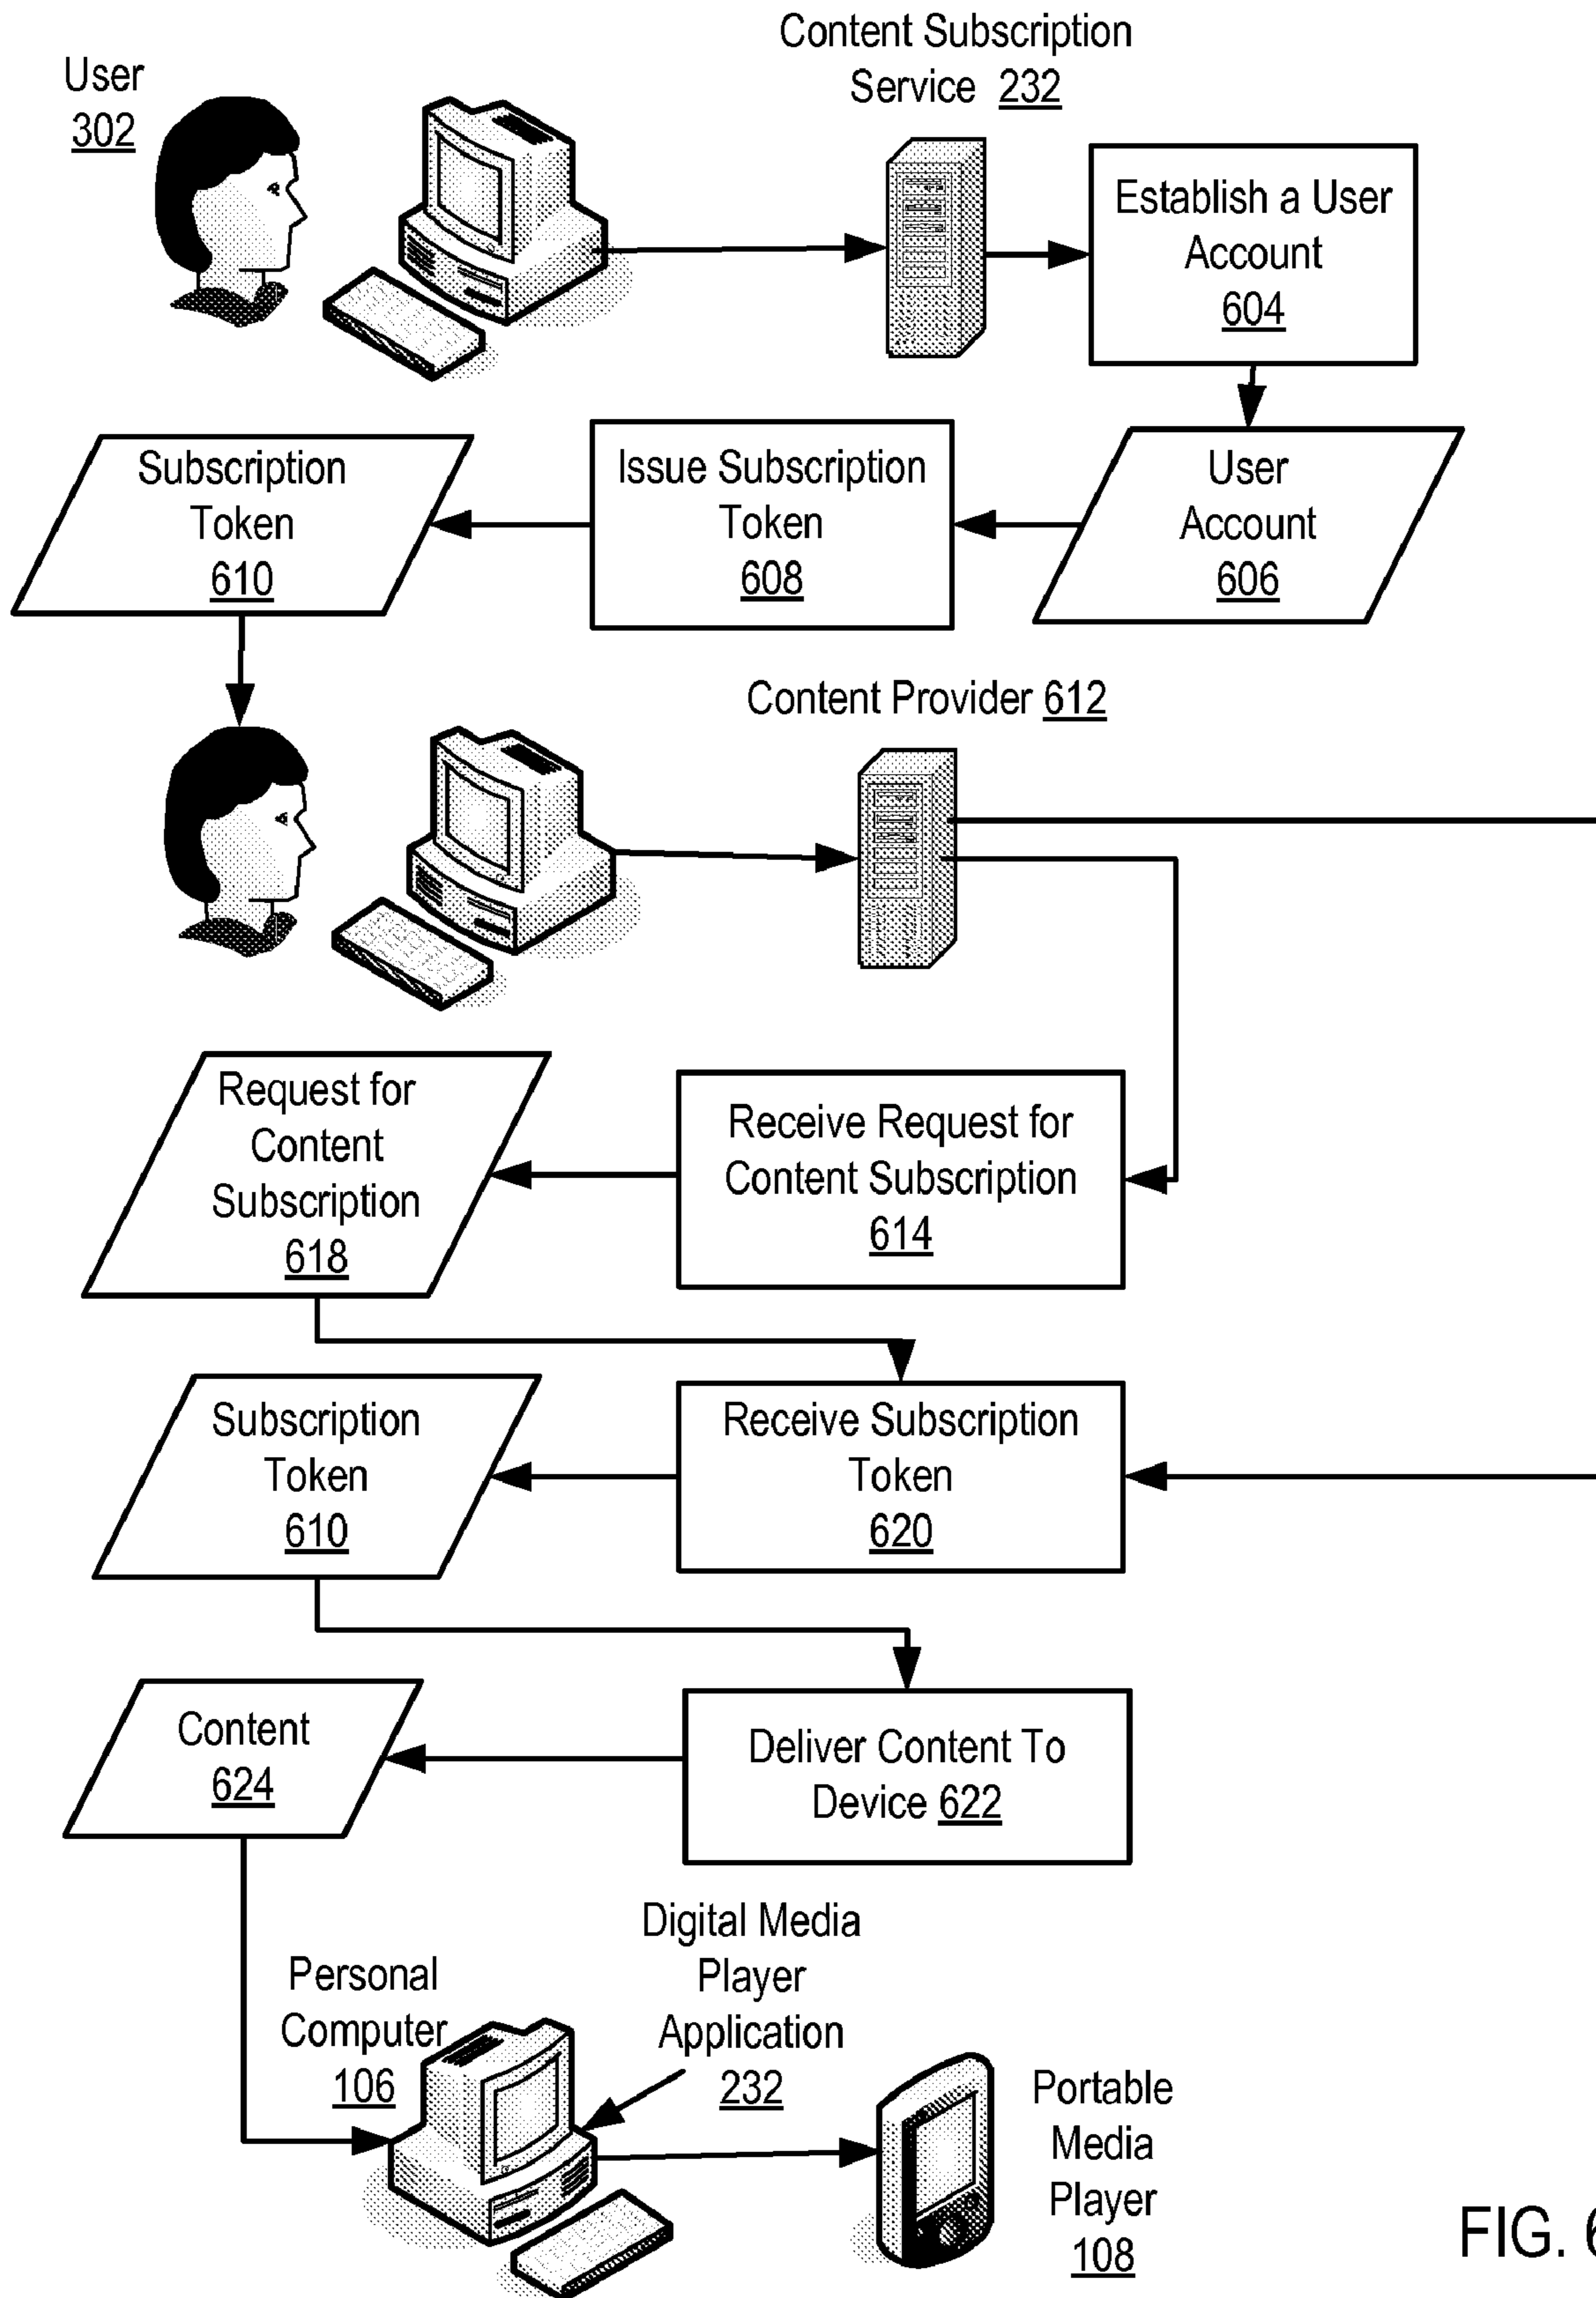 User
302
Content Subscription
Service 232
Establish a User
Account
604
Subscription
Token
610
Issue Subscription
Token
608
User
Account
606
Content Provider 612
Request for
Content
Subscription
618
Receive Request for
Content Subscription
614
Subscription
Token
610
Receive Subscription
Token
620
Content
624
Deliver Content To
Device 622
Personal
Computer
106
Digital Media
Player
Application
232
Portable
Media
Player
108
FIG. 6